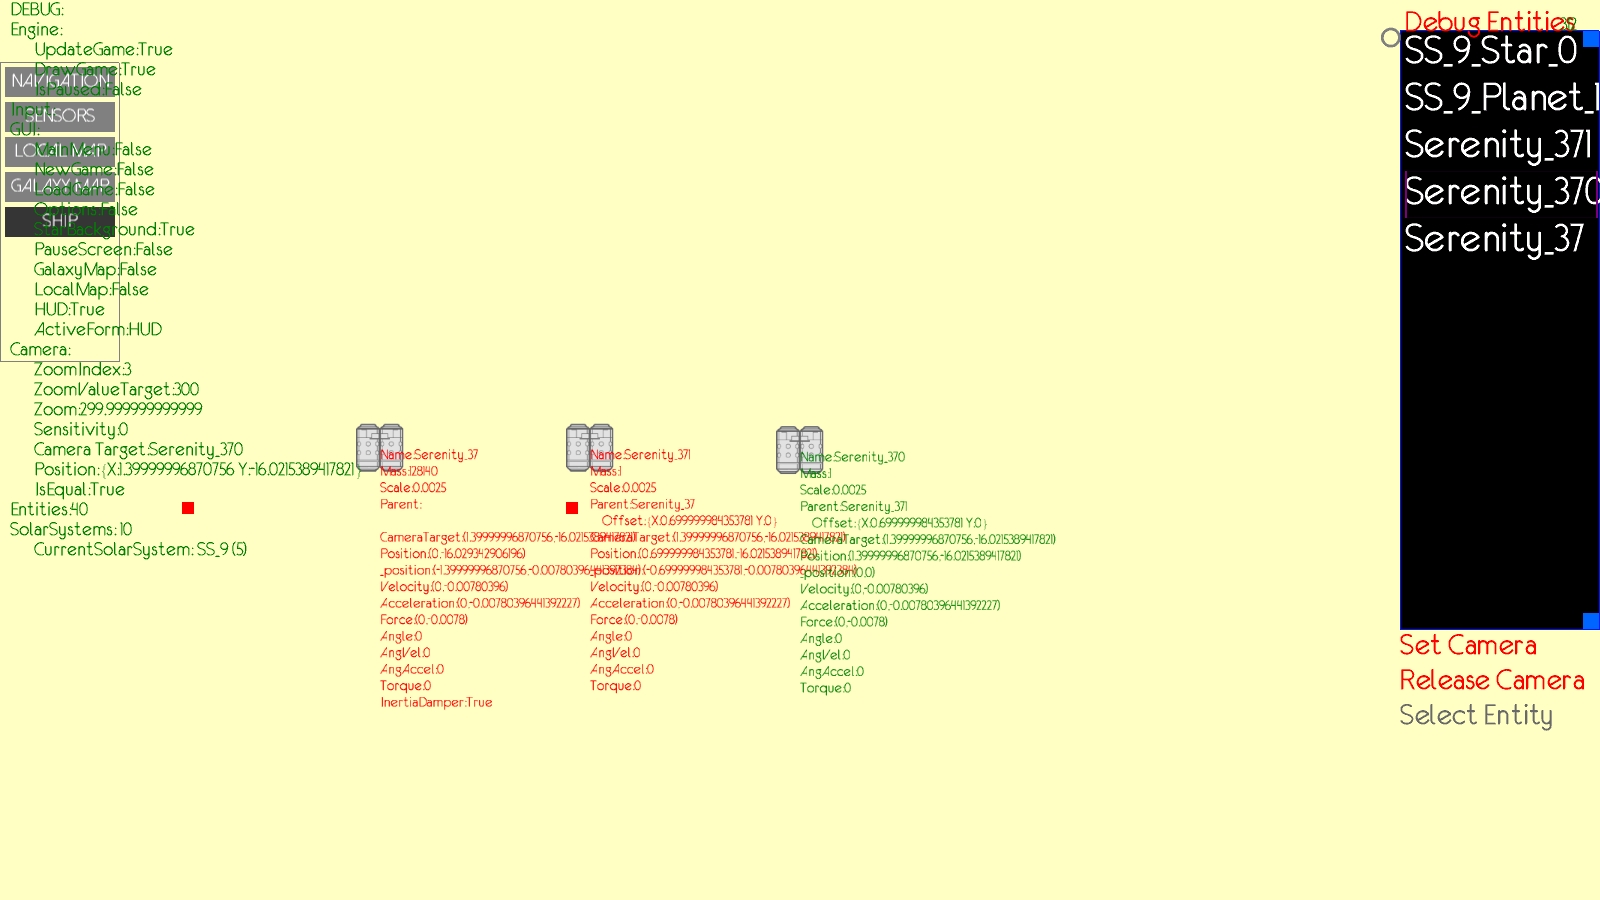 DEBUG:
Engine:
UpdateGame:True
DrawGame:True
IsPaused:False
Input
GUI:
MainMenu:False
NewGame:False
LoadGame:False
Options:False
StarBackground:True
PauseScreen:False
GalaxyMap:False
LocalMap:False
HUD:True
ActiveForm:HUD
Camera:
ZoomIndex:3
ZoomValueTarget:300
Zoom:299.999999999999
Sensitivity:0
Camera Target:Serenity_370
Position:{X:1.39999996870756 Y:-16.0215389417821}
IsEqual:True
Entities:40
SolarSystems: 10
CurrentSolarSystem: SS_9 (5)
NAVIGATION
SENSORS
LOCAL MAP
GALAXY MAP
SHIP
Name:Serenity_37
Mass:128140
Scale:0.0025
Parent:
CameraTarget:(1.39999996870756,-16.0215389417821)
Position:(0,-16.029342906196)
_position:(-1.39999996870756,-0.00780396441392384)
Velocity:(0,-0.00780396)
Acceleration:(0,-0.00780396441392227)
Force:(0,-0.0078)
Angle:0
AngVel:0
AngAccel:0
Torque:0
InertiaDamper:True
Name:Serenity_371
Mass:1
Scale:0.0025
Parent:Serenity_37
Offset: {X:0.699999984353781 Y:0}
CameraTarget:(1.39999996870756,-16.0215389417821)
Position:(0.699999984353781,-16.0215389417821)
_position:(-0.699999984353781,-0.00780396441392384)
Velocity:(0,-0.00780396)
Acceleration:(0,-0.00780396441392227)
Force:(0,-0.0078)
Angle:0
AngVel:0
AngAccel:0
Torque:0
Name:Serenity_370
Mass:1
Scale:0.0025
Parent:Serenity_371
Offset: {X:0.699999984353781 Y:0}
CameraTarget:(1.39999996870756,-16.0215389417821)
Position:(1.39999996870756,-16.0215389417821)
_position:(0,0)
Velocity:(0,-0.00780396)
Acceleration:(0,-0.00780396441392227)
Force:(0,-0.0078)
Angle:0
AngVel:0
AngAccel:0
Torque:0
Debug Entities
SS_9_Star_0
SS_9_Planet_1
Serenity_371
Serenity_370
Serenity_37
Set Camera
Release Camera
Select Entity